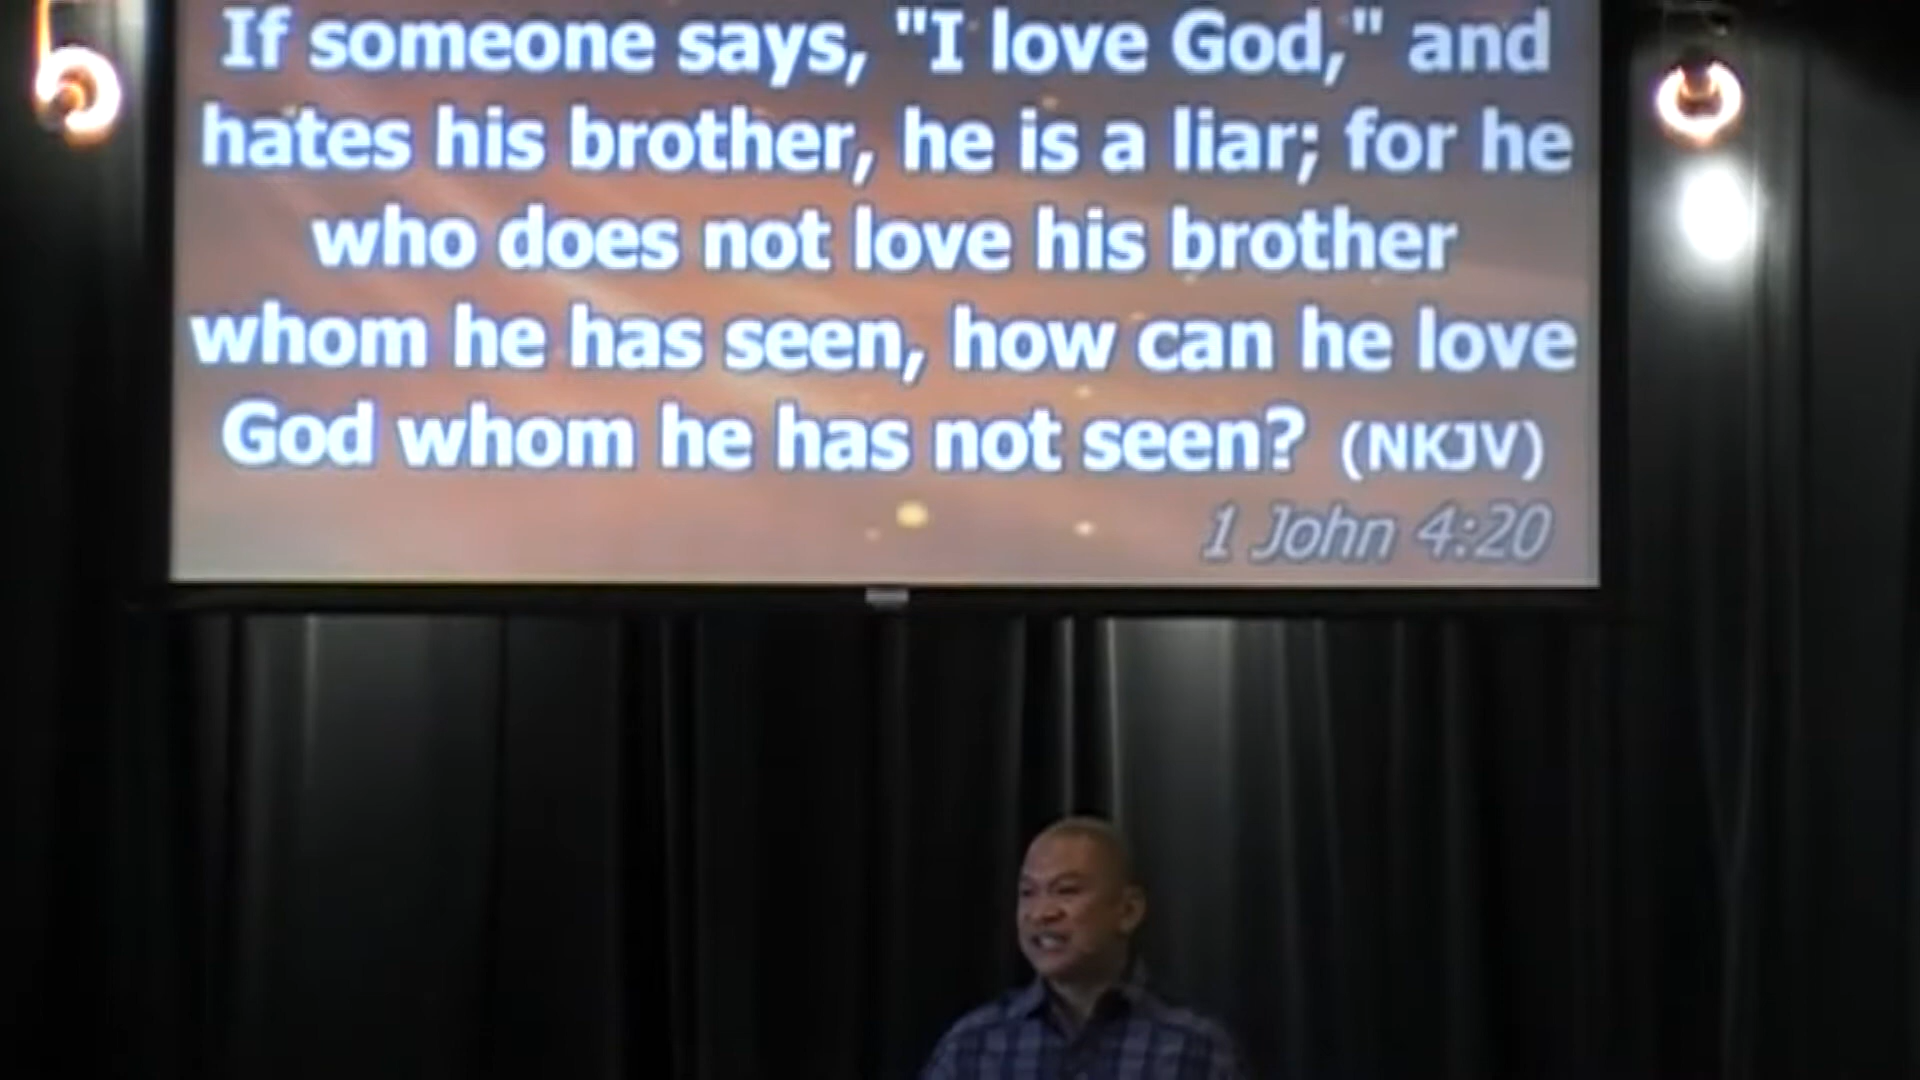 If someone says, "I love God," and
hates his brother, he is a liar; for he
who does not love his brother
whom he has seen, how can he love
God whom he has not seen? (NKJV)
1 John 4:20